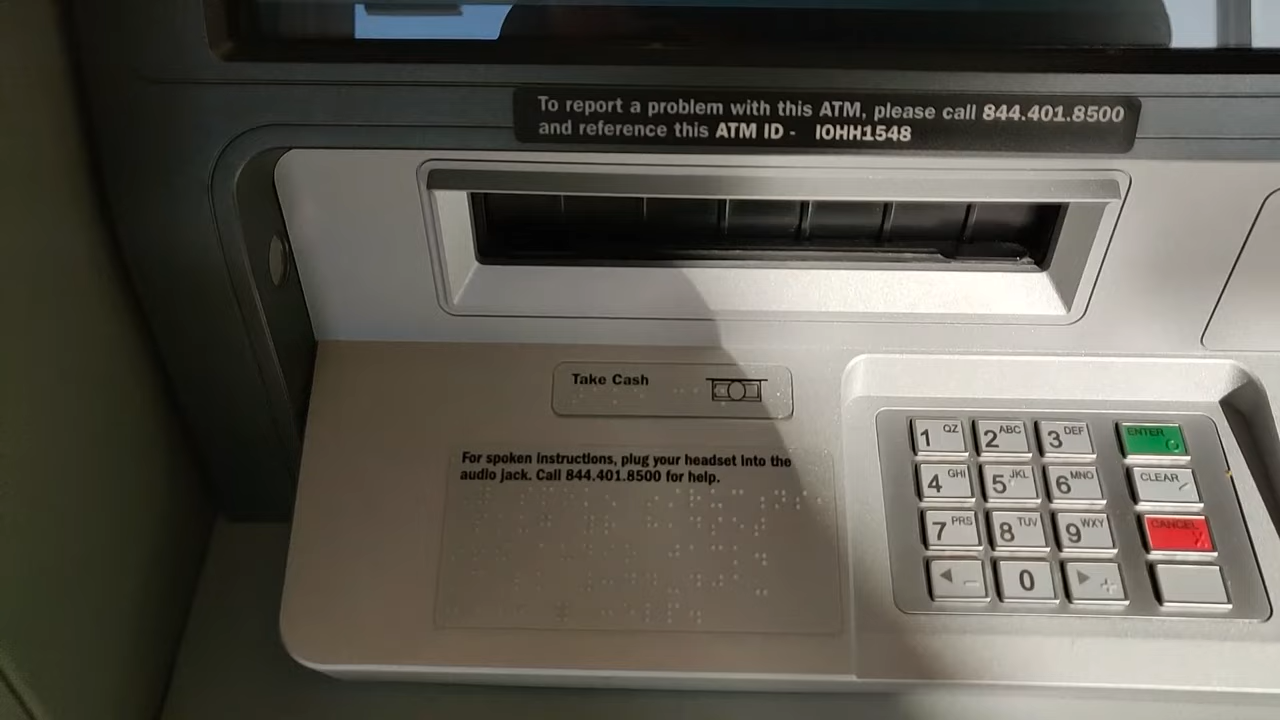 To report a problem with this ATM, please call 844.401.8500
and reference this ATM ID - IOHH1548
Take Cash
For spoken instructions, plug your headset into the
audio jack. Call 844.401.8500 for help.
1 QZ 2 ABC 3 DEF ENTER
4 GHI 5 JKL 6 MNO CLEAR
7 PRS 8 TUV 9 WXY CANCEL
0